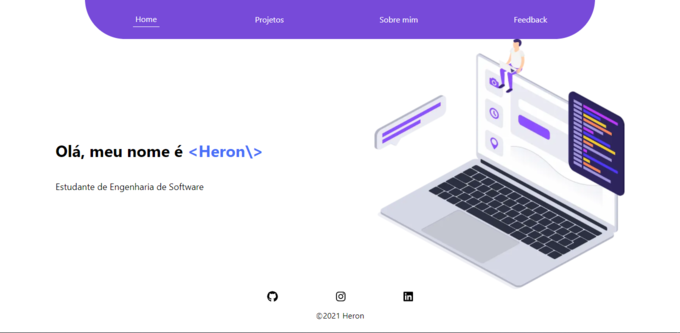 Home
Projetos
Sobre mim
Feedback
Olá, meu nome é <Heron\>
Estudante de Engenharia de Software
©2021 Heron